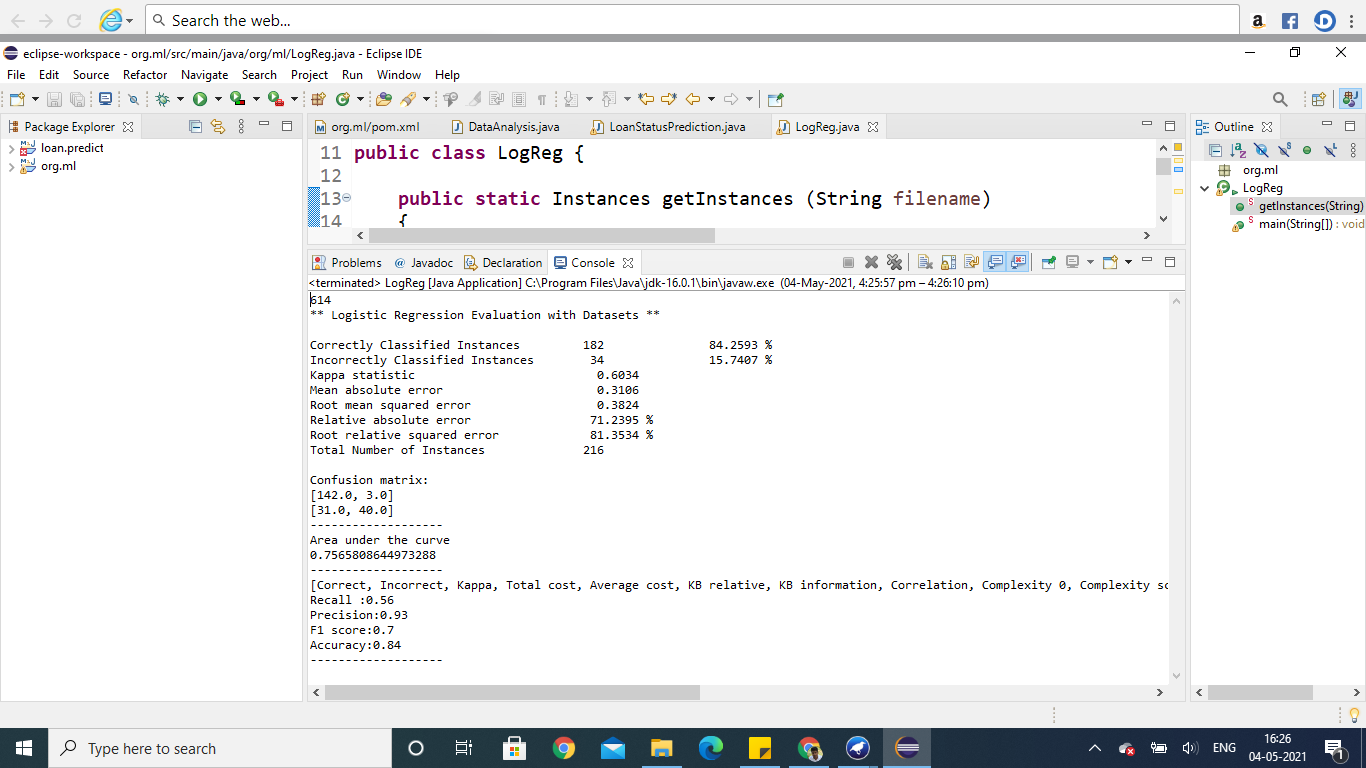 Search the web...
eclipse-workspace - org.ml/src/main/java/org/ml/LogReg.java - Eclipse IDE
File Edit Source Refactor Navigate Search Project Run Window Help
Package Explorer
loan.predict
org.ml
org.ml/pom.xml DataAnalysis.java LoanStatusPrediction.java LogReg.java
11 public class LogReg {
12
13 public static Instances getInstances (String filename)
14 {
Problems @ Javadoc Declaration Console
<terminated> LogReg [Java Application] C:\Program Files\Java\jdk-16.0.1\bin\javaw.exe (04-May-2021, 4:25:57 pm – 4:26:10 pm)
614
** Logistic Regression Evaluation with Datasets **
Correctly Classified Instances 182 84.2593 %
Incorrectly Classified Instances 34 15.7407 %
Kappa statistic 0.6034
Mean absolute error 0.3106
Root mean squared error 0.3824
Relative absolute error 71.2395 %
Root relative squared error 81.3534 %
Total Number of Instances 216
Confusion matrix:
[142.0, 3.0]
[31.0, 40.0]
-------------------
Area under the curve
0.7565808644973288
-------------------
[Correct, Incorrect, Kappa, Total cost, Average cost, KB relative, KB information, Correlation, Complexity 0, Complexity sc
Recall :0.56
Precision:0.93
F1 score:0.7
Accuracy:0.84
-------------------
Outline
org.ml
LogReg
getInstances(String)
main(String[]) : void
Type here to search
ENG
16:26
04-05-2021
1